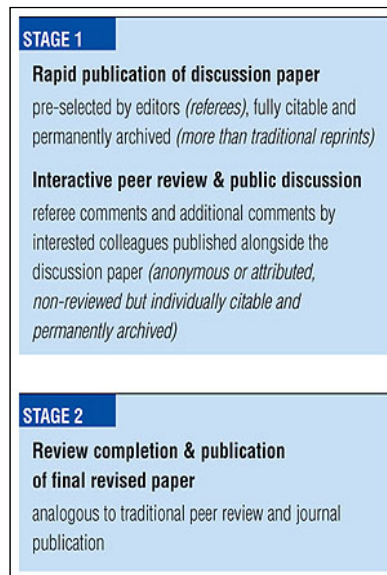 STAGE 1
Rapid publication of discussion paper
pre-selected by editors (referees), fully citable and
permanently archived (more than traditional reprints)
Interactive peer review & public discussion
referee comments and additional comments by
interested colleagues published alongside the
discussion paper (anonymous or attributed,
non-reviewed but individually citable and
permanently archived)
STAGE 2
Review completion & publication
of final revised paper
analogous to traditional peer review and journal
publication